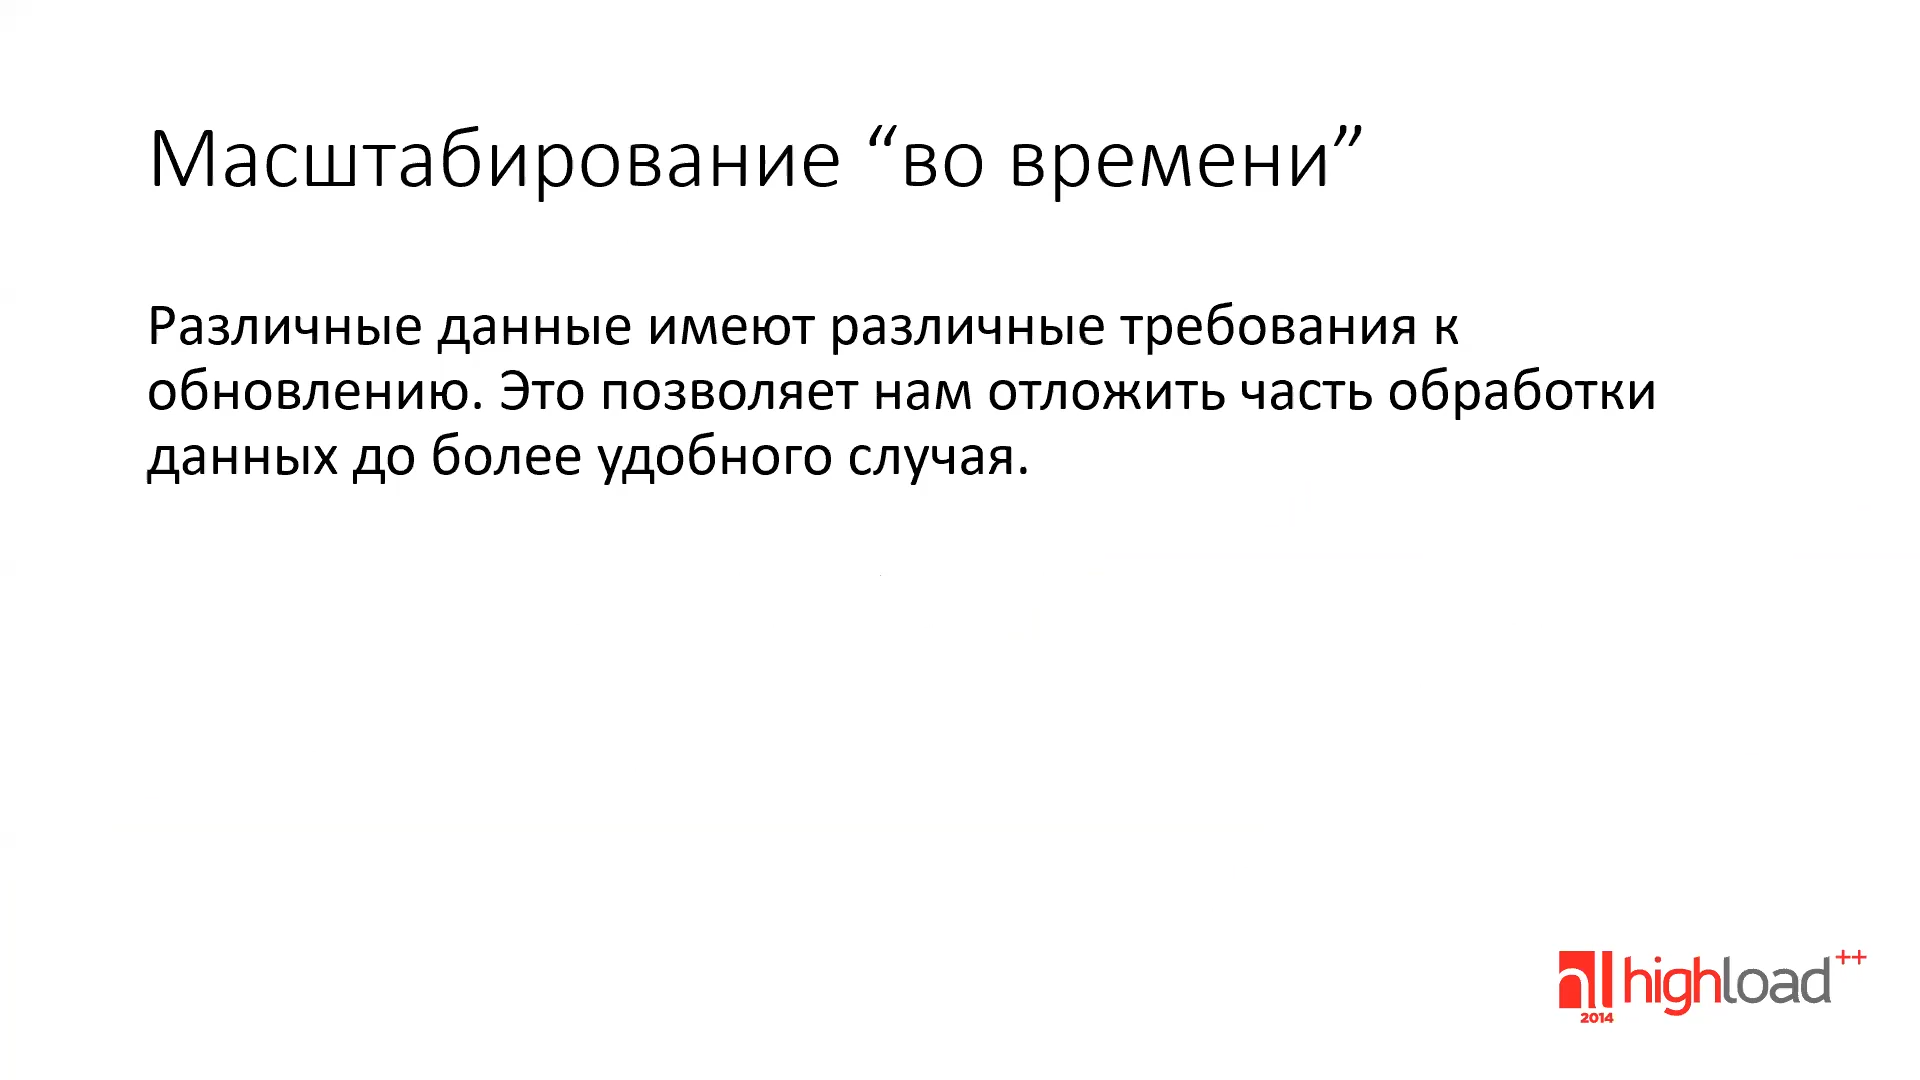 Масштабирование “во времени”
Различные данные имеют различные требования к
обновлению. Это позволяет нам отложить часть обработки
данных до более удобного случая.
highload++
2014